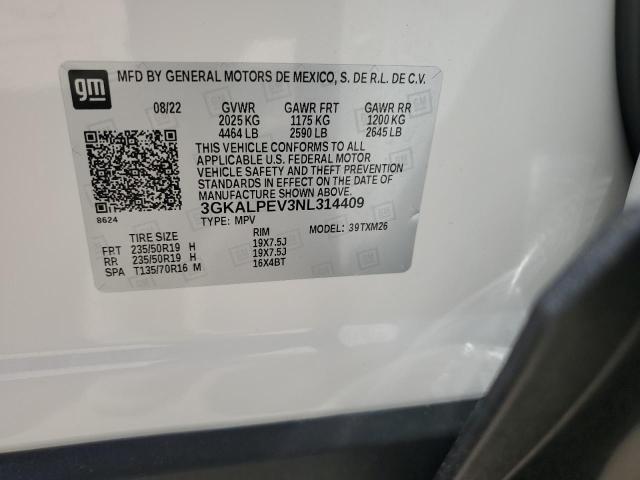 gm MFD BY GENERAL MOTORS DE MEXICO, S. DE R.L. DE C.V.
08/22 GVWR GAWR FRT GAWR RR
2025 KG 1175 KG 1200 KG
4464 LB 2590 LB 2645 LB
THIS VEHICLE CONFORMS TO ALL
APPLICABLE U.S. FEDERAL MOTOR
VEHICLE SAFETY AND THEFT PREVENTION
STANDARDS IN EFFECT ON THE DATE OF
MANUFACTURE SHOWN ABOVE.
8624 3GKALPEV3NL314409
TYPE: MPV MODEL: 39TXM26
TIRE SIZE RIM
FRT 235/50R19 H 19X7.5J
RR 235/50R19 H 19X7.5J
SPA T135/70R16 M 16X4BT